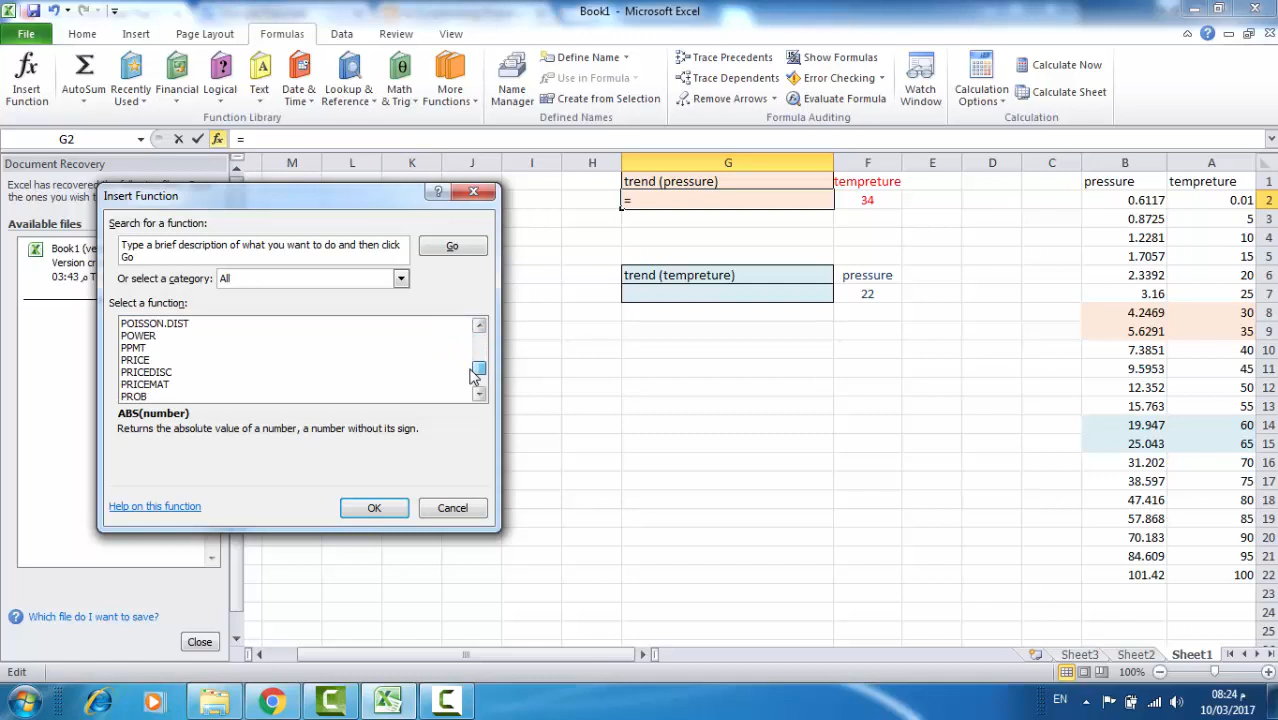 Book1 - Microsoft Excel
File Home Insert Page Layout Formulas Data Review View
Insert Function
AutoSum
Recently Used
Financial
Logical
Text
Date & Time
Lookup & Reference
Math & Trig
More Functions
Function Library
Name Manager
Define Name
Use in Formula
Create from Selection
Defined Names
Trace Precedents
Trace Dependents
Remove Arrows
Show Formulas
Error Checking
Evaluate Formula
Formula Auditing
Watch Window
Calculation Options
Calculate Now
Calculate Sheet
Calculation
G2 fx =
Document Recovery
Excel has recovered
the ones you wish t
Available files
Book1 (ve
Version cr
03:43 م
Which file do I want to save?
Close
Insert Function
Search for a function:
Type a brief description of what you want to do and then click
Go
Go
Or select a category: All
Select a function:
POISSON.DIST
POWER
PPMT
PRICE
PRICEDISC
PRICEMAT
PROB
ABS(number)
Returns the absolute value of a number, a number without its sign.
Help on this function
OK Cancel
M L K J I H G F E D C B A
trend (pressure) tempreture pressure tempreture 1
= 34 0.6117 0.01 2
0.8725 5 3
1.2281 10 4
1.7057 15 5
trend (tempreture) pressure 2.3392 20 6
22 3.16 25 7
4.2469 30 8
5.6291 35 9
7.3851 40 10
9.5953 45 11
12.352 50 12
15.763 55 13
19.947 60 14
25.043 65 15
31.202 70 16
38.597 75 17
47.416 80 18
57.868 85 19
70.183 90 20
84.609 95 21
101.42 100 22
23
24
25
Sheet3 Sheet2 Sheet1
Edit 100%
EN 08:24 م
10/03/2017